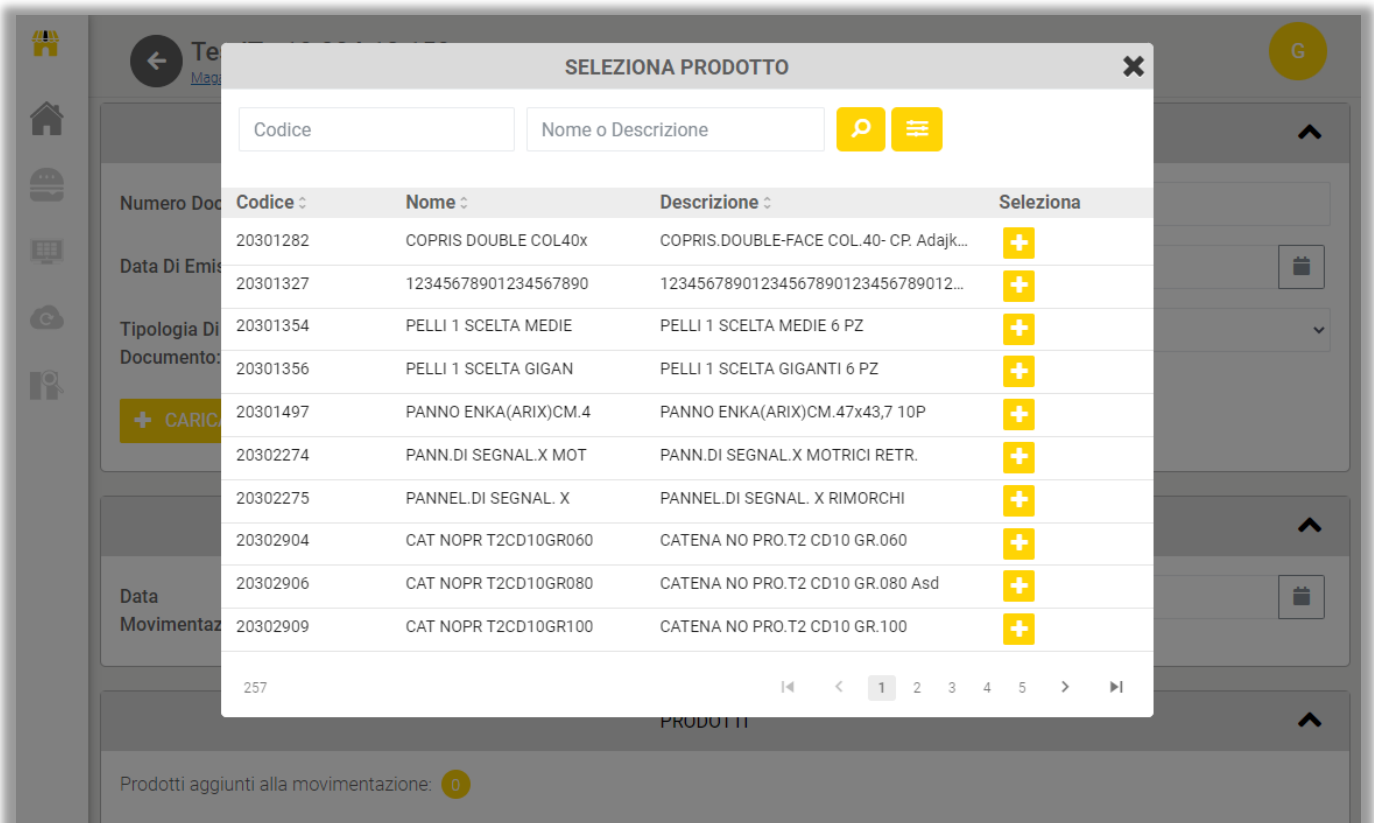 Te
Maga
G
SELEZIONA PRODOTTO
Codice Nome o Descrizione
Codice Nome Descrizione Seleziona
20301282 COPRIS DOUBLE COL40x COPRIS.DOUBLE-FACE COL.40- CP. Adajk...
20301327 12345678901234567890 1234567890123456789012345678901 2...
20301354 PELLI 1 SCELTA MEDIE PELLI 1 SCELTA MEDIE 6 PZ
20301356 PELLI 1 SCELTA GIGAN PELLI 1 SCELTA GIGANTI 6 PZ
20301497 PANNO ENKA(ARIX)CM.4 PANNO ENKA(ARIX)CM.47x43,7 10P
20302274 PANN.DI SEGNAL.X MOT PANN.DI SEGNAL.X MOTRICI RETR.
20302275 PANNEL.DI SEGNAL. X PANNEL.DI SEGNAL. X RIMORCHI
20302904 CAT NOPR T2CD10GR060 CATENA NO PRO.T2 CD10 GR.060
20302906 CAT NOPR T2CD10GR080 CATENA NO PRO.T2 CD10 GR.080 Asd
20302909 CAT NOPR T2CD10GR100 CATENA NO PRO.T2 CD10 GR.100
257 1 2 3 4 5
Numero Doc
Data Di Emis
Tipologia Di
Documento:
CARICA
Data
Movimentaz
PRODOTTI
Prodotti aggiunti alla movimentazione: 0